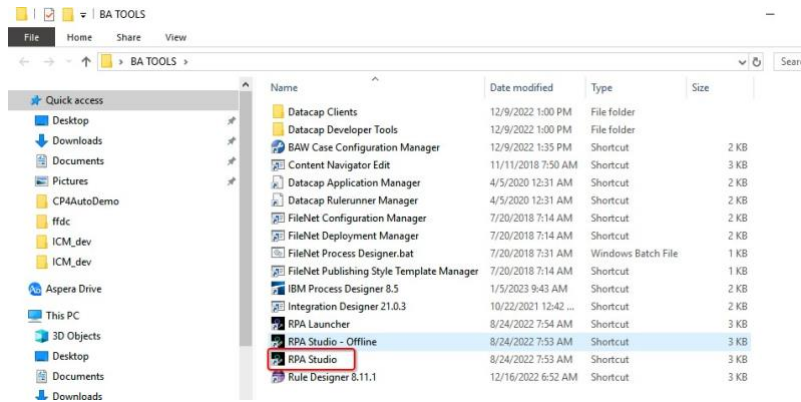 BA TOOLS
File Home Share View
BA TOOLS
Sear
Quick access
Desktop
Downloads
Documents
Pictures
CP4AutoDemo
ffdc
ICM_dev
ICM_dev
Aspera Drive
This PC
3D Objects
Desktop
Documents
Downloads
Name Date modified Type Size
Datacap Clients 12/9/2022 1:00 PM File folder
Datacap Developer Tools 12/9/2022 1:00 PM File folder
BAW Case Configuration Manager 12/9/2022 1:35 PM Shortcut 2 KB
Content Navigator Edit 11/11/2018 7:50 AM Shortcut 3 KB
Datacap Application Manager 4/5/2020 12:31 AM Shortcut 2 KB
Datacap Rulerunner Manager 4/5/2020 12:31 AM Shortcut 2 KB
FileNet Configuration Manager 7/20/2018 7:14 AM Shortcut 2 KB
FileNet Deployment Manager 7/20/2018 7:14 AM Shortcut 2 KB
FileNet Process Designer.bat 7/20/2018 7:31 AM Windows Batch File 1 KB
FileNet Publishing Style Template Manager 7/20/2018 7:14 AM Shortcut 1 KB
IBM Process Designer 8.5 1/5/2023 9:43 AM Shortcut 2 KB
Integration Designer 21.0.3 10/22/2021 12:42 ... Shortcut 2 KB
RPA Launcher 8/24/2022 7:54 AM Shortcut 3 KB
RPA Studio - Offline 8/24/2022 7:53 AM Shortcut 3 KB
RPA Studio 8/24/2022 7:53 AM Shortcut 3 KB
Rule Designer 8.11.1 12/16/2022 6:52 AM Shortcut 3 KB